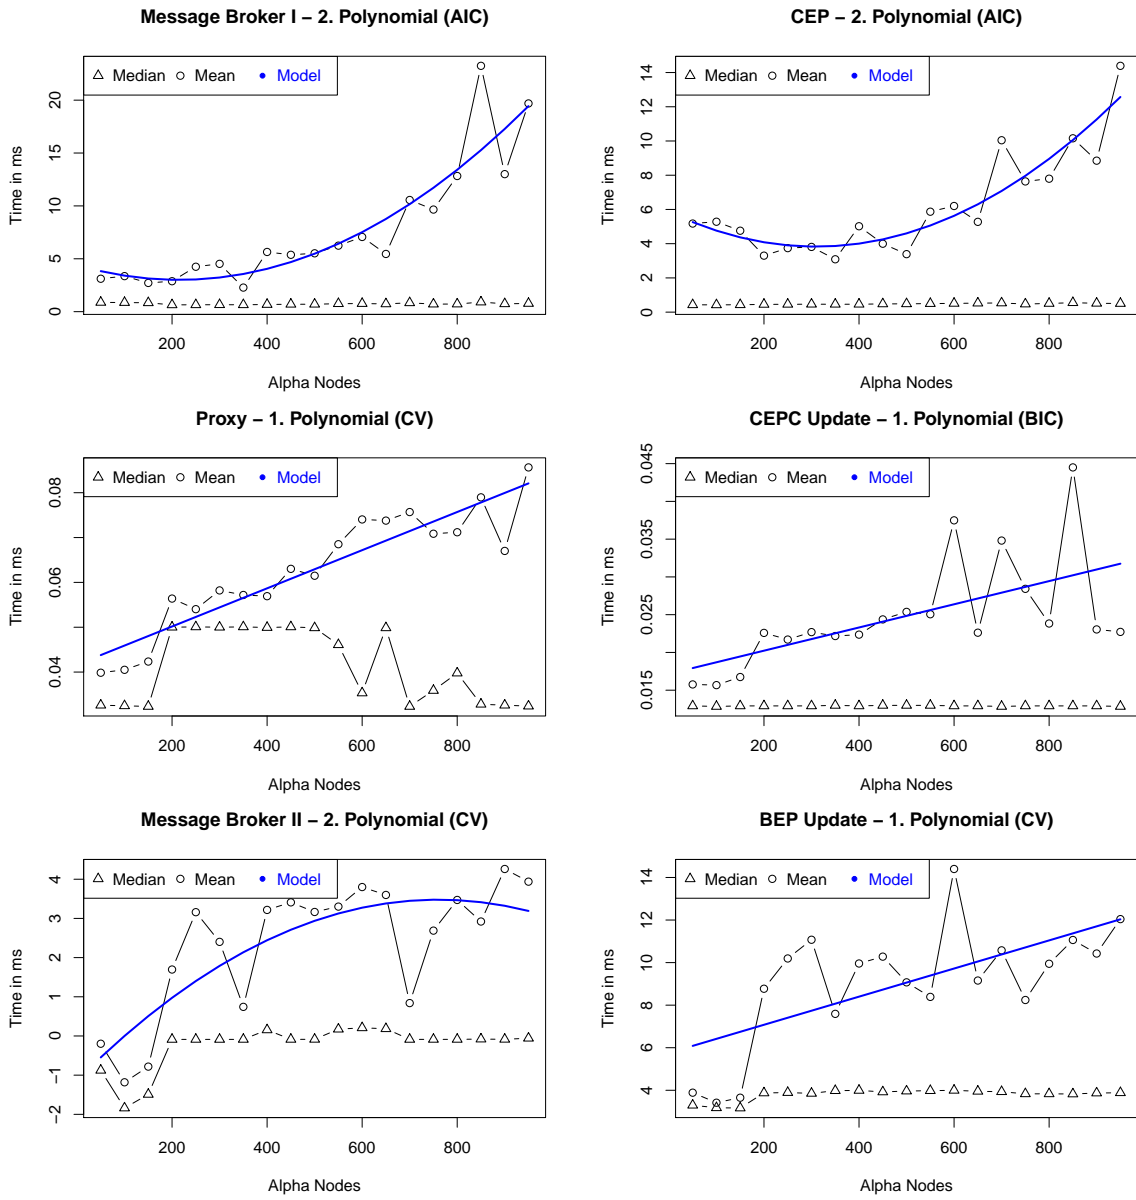 Message Broker I − 2. Polynomial (AIC)
Median Mean Model
Time in ms
0 5 10 15 20
200 400 600 800
Alpha Nodes
CEP − 2. Polynomial (AIC)
Median Mean Model
Time in ms
0 2 4 6 8 10 12 14
200 400 600 800
Alpha Nodes
Proxy − 1. Polynomial (CV)
Median Mean Model
Time in ms
0.04 0.06 0.08
200 400 600 800
Alpha Nodes
CEPC Update − 1. Polynomial (BIC)
Median Mean Model
Time in ms
0.015 0.025 0.035 0.045
200 400 600 800
Alpha Nodes
Message Broker II − 2. Polynomial (CV)
Median Mean Model
Time in ms
−2 −1 0 1 2 3 4
200 400 600 800
Alpha Nodes
BEP Update − 1. Polynomial (CV)
Median Mean Model
Time in ms
4 6 8 10 12 14
200 400 600 800
Alpha Nodes